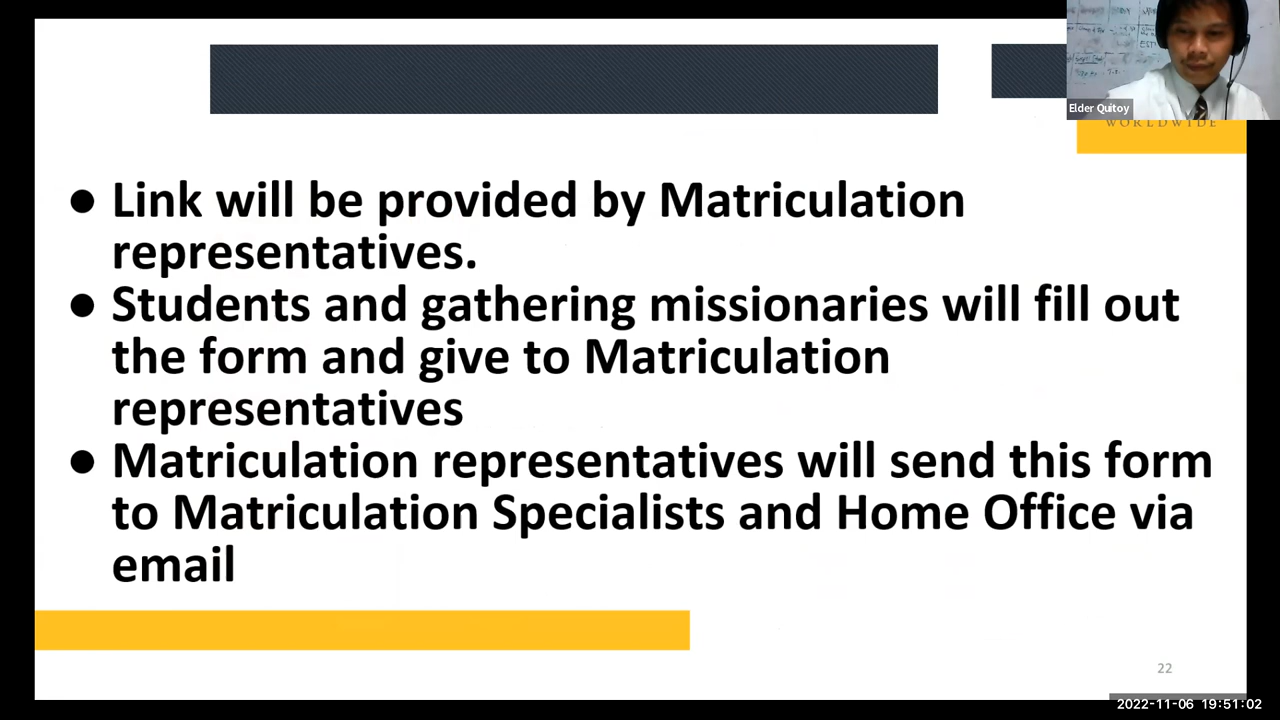 Elder Quitoy
WORLDWIDE
● Link will be provided by Matriculation
representatives.
● Students and gathering missionaries will fill out
the form and give to Matriculation
representatives
● Matriculation representatives will send this form
to Matriculation Specialists and Home Office via
email
22
2022-11-06 19:51:02